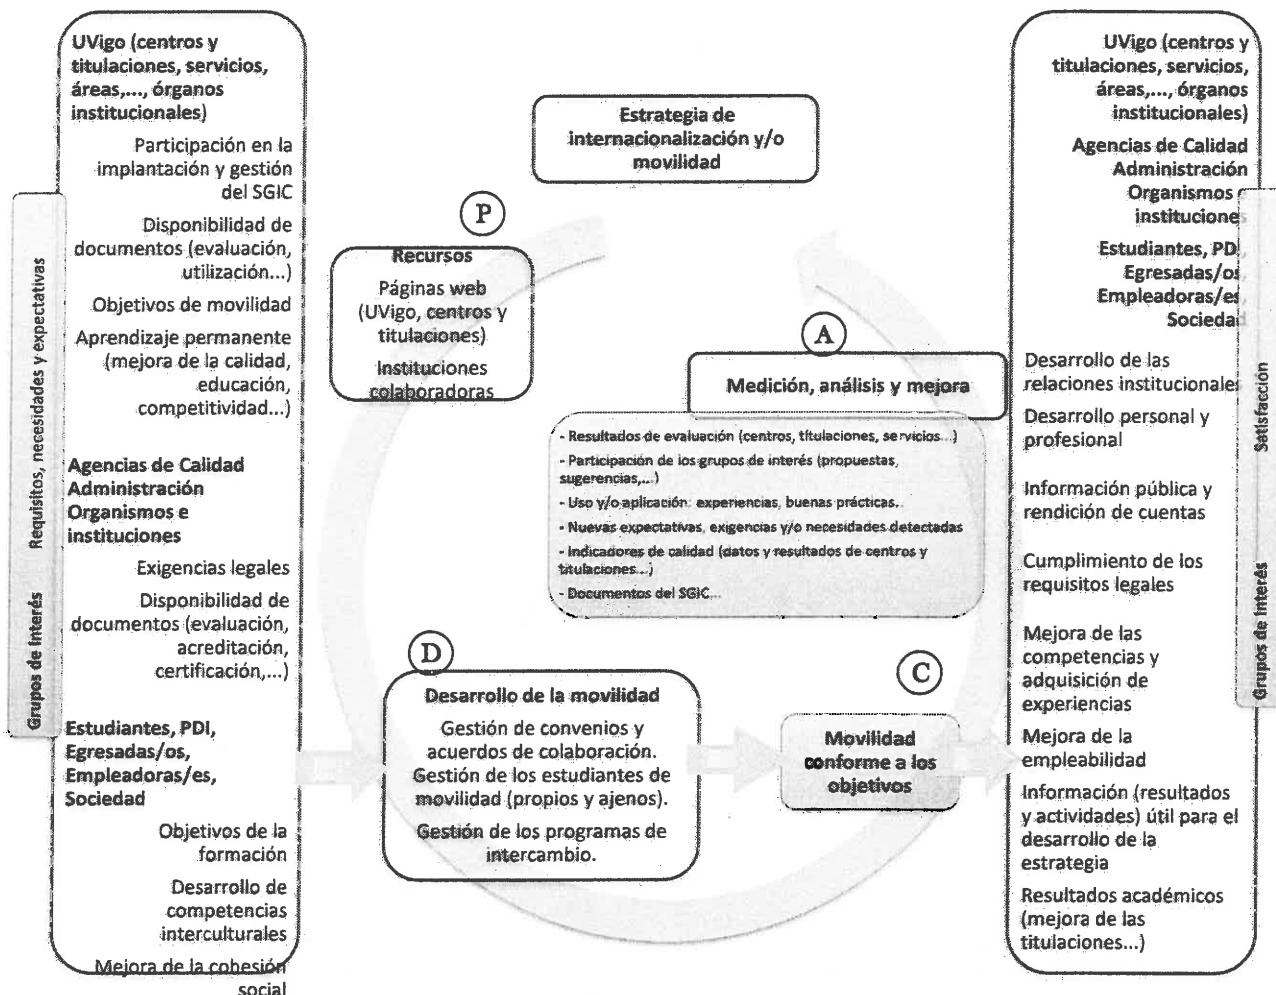 UVigo (centros y
titulaciones, servicios,
áreas,..., órganos
institucionales)
Participación en la
implantación y gestión
del SGIC
Disponibilidad de
documentos (evaluación,
utilización...)
Objetivos de movilidad
Aprendizaje permanente
(mejora de la calidad,
educación,
competitividad...)
Agencias de Calidad
Administración
Organismos e
instituciones
Exigencias legales
Disponibilidad de
documentos (evaluación,
acreditación,
certificación,...)
Estudiantes, PDI,
Egresadas/os,
Empleadoras/es,
Sociedad
Objetivos de la
formación
Desarrollo de
competencias
interculturales
Mejora de la cohesión
social
Grupos de Interés
Requisitos, necesidades y expectativas
Estrategia de
internacionalización y/o
movilidad
P
Recursos
Páginas web
(UVigo, centros y
titulaciones)
Instituciones
colaboradoras
A
Medición, análisis y mejora
- Resultados de evaluación (centros, titulaciones, servicios...)
- Participación de los grupos de interés (propuestas,
sugerencias,...)
- Uso y/o aplicación: experiencias, buenas prácticas..
- Nuevas expectativas, exigencias y/o necesidades detectadas
- Indicadores de calidad (datos y resultados de centros y
titulaciones...)
- Documentos del SGIC...
D
Desarrollo de la movilidad
Gestión de convenios y
acuerdos de colaboración.
Gestión de los estudiantes de
movilidad (propios y ajenos).
Gestión de los programas de
intercambio.
C
Movilidad
conforme a los
objetivos
UVigo (centros y
titulaciones, servicios,
áreas,..., órganos
institucionales)
Agencias de Calidad
Administración
Organismos e
instituciones
Estudiantes, PDI,
Egresadas/os,
Empleadoras/es,
Sociedad
Desarrollo de las
relaciones institucionales
Desarrollo personal y
profesional
Información pública y
rendición de cuentas
Cumplimiento de los
requisitos legales
Mejora de las
competencias y
adquisición de
experiencias
Mejora de la
empleabilidad
Información (resultados
y actividades) útil para el
desarrollo de la
estrategia
Resultados académicos
(mejora de las
titulaciones...)
Grupos de Interés
Satisfacción